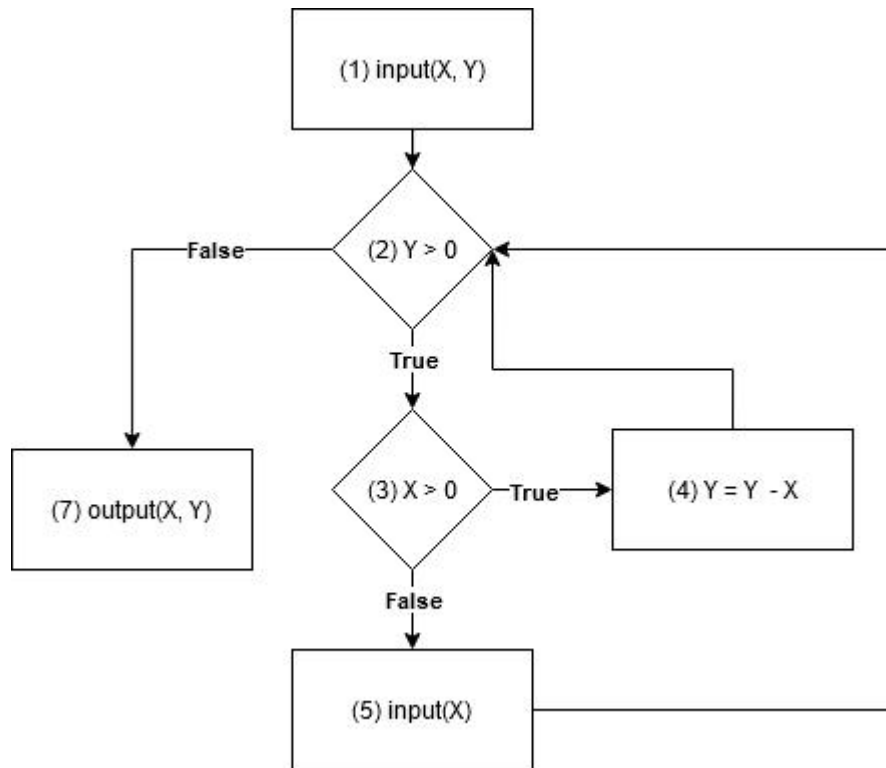 (1) input(X, Y)
False
(2) Y > 0
True
(7) output(X, Y)
(3) X > 0
True
(4) Y = Y - X
False
(5) input(X)